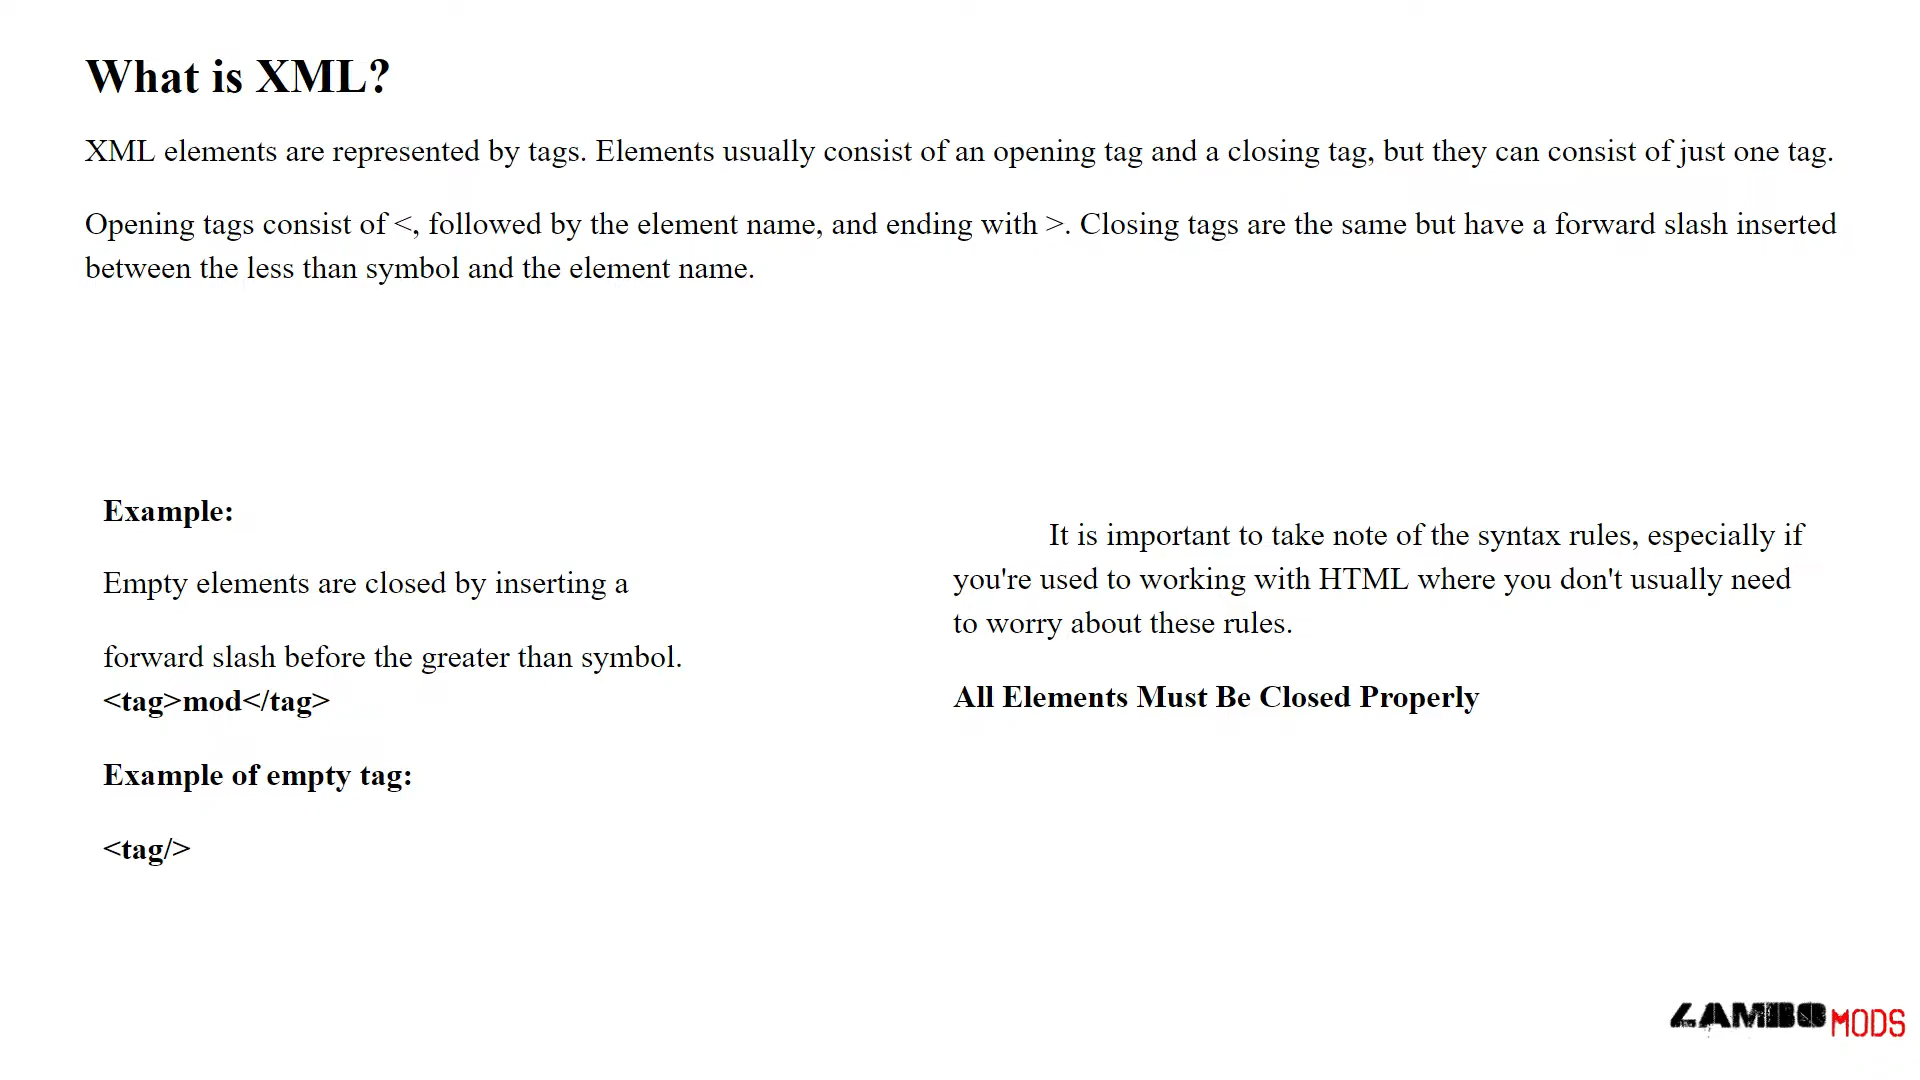 What is XML?
XML elements are represented by tags. Elements usually consist of an opening tag and a closing tag, but they can consist of just one tag.
Opening tags consist of <, followed by the element name, and ending with >. Closing tags are the same but have a forward slash inserted
between the less than symbol and the element name.
Example:
Empty elements are closed by inserting a
forward slash before the greater than symbol.
<tag>mod</tag>
Example of empty tag:
<tag/>
It is important to take note of the syntax rules, especially if
you're used to working with HTML where you don't usually need
to worry about these rules.
All Elements Must Be Closed Properly
LAMBO MODS